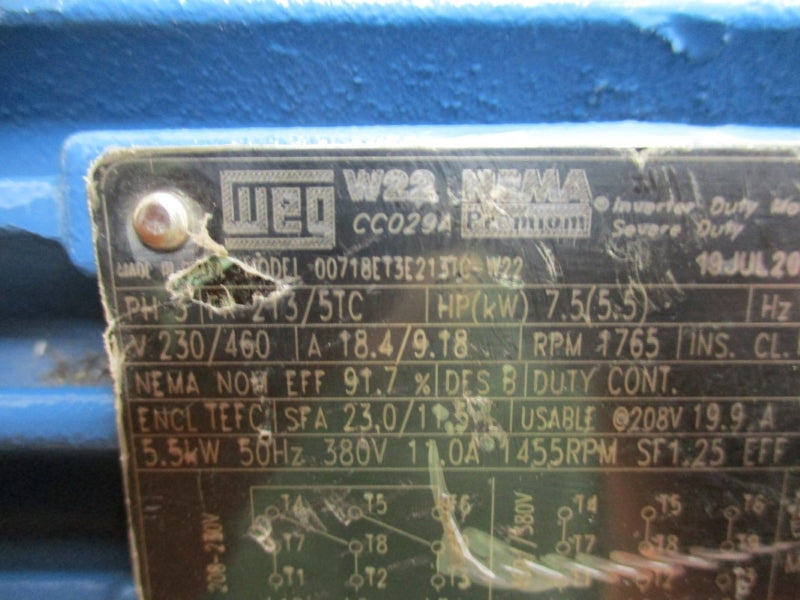 WEG W22 NEMA Premium
CC029A
Inverter Duty
Severe Duty
MADE MODEL 00718ET3E213TC-W22 19JUL20
PH 3 213/5TC HP(kW) 7.5(5.5) Hz
V 230/460 A 18.4/9.18 RPM 1765 INS. CL.
NEMA NOM EFF 91.7 % DES B DUTY CONT.
ENCL TEFC SFA 23.0/11.5 USABLE @208V 19.9 A
5.5kW 50Hz 380V 11.0A 1455RPM SF1.25 EFF
T4 T5 T6 T4 T5 T6
T7 T8 T7 T8 T9
T1 T2 T3 T1 T2 T3